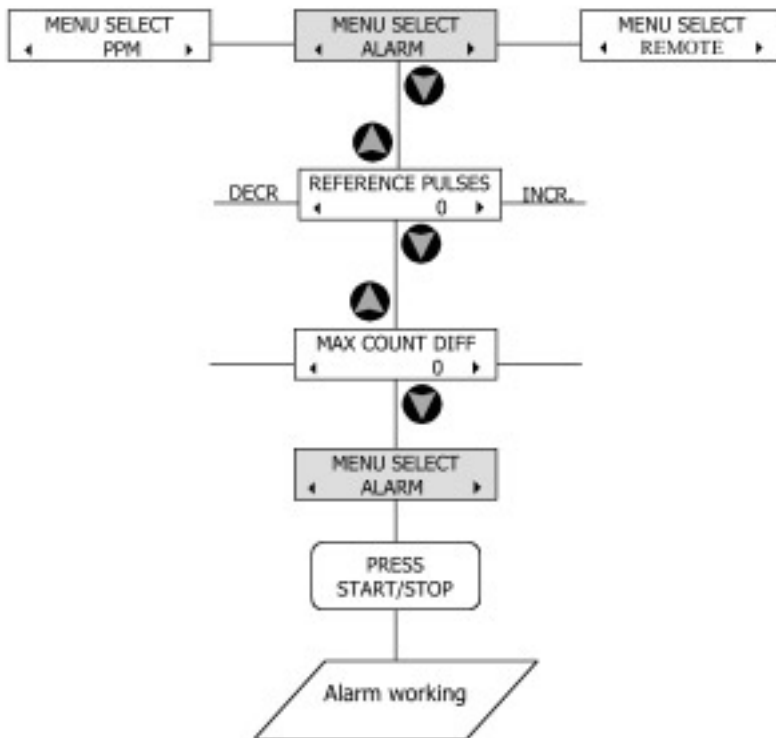 MENU SELECT
PPM
MENU SELECT
ALARM
MENU SELECT
REMOTE
DECR
REFERENCE PULSES
0
INCR.
MAX COUNT DIFF
0
MENU SELECT
ALARM
PRESS
START/STOP
Alarm working